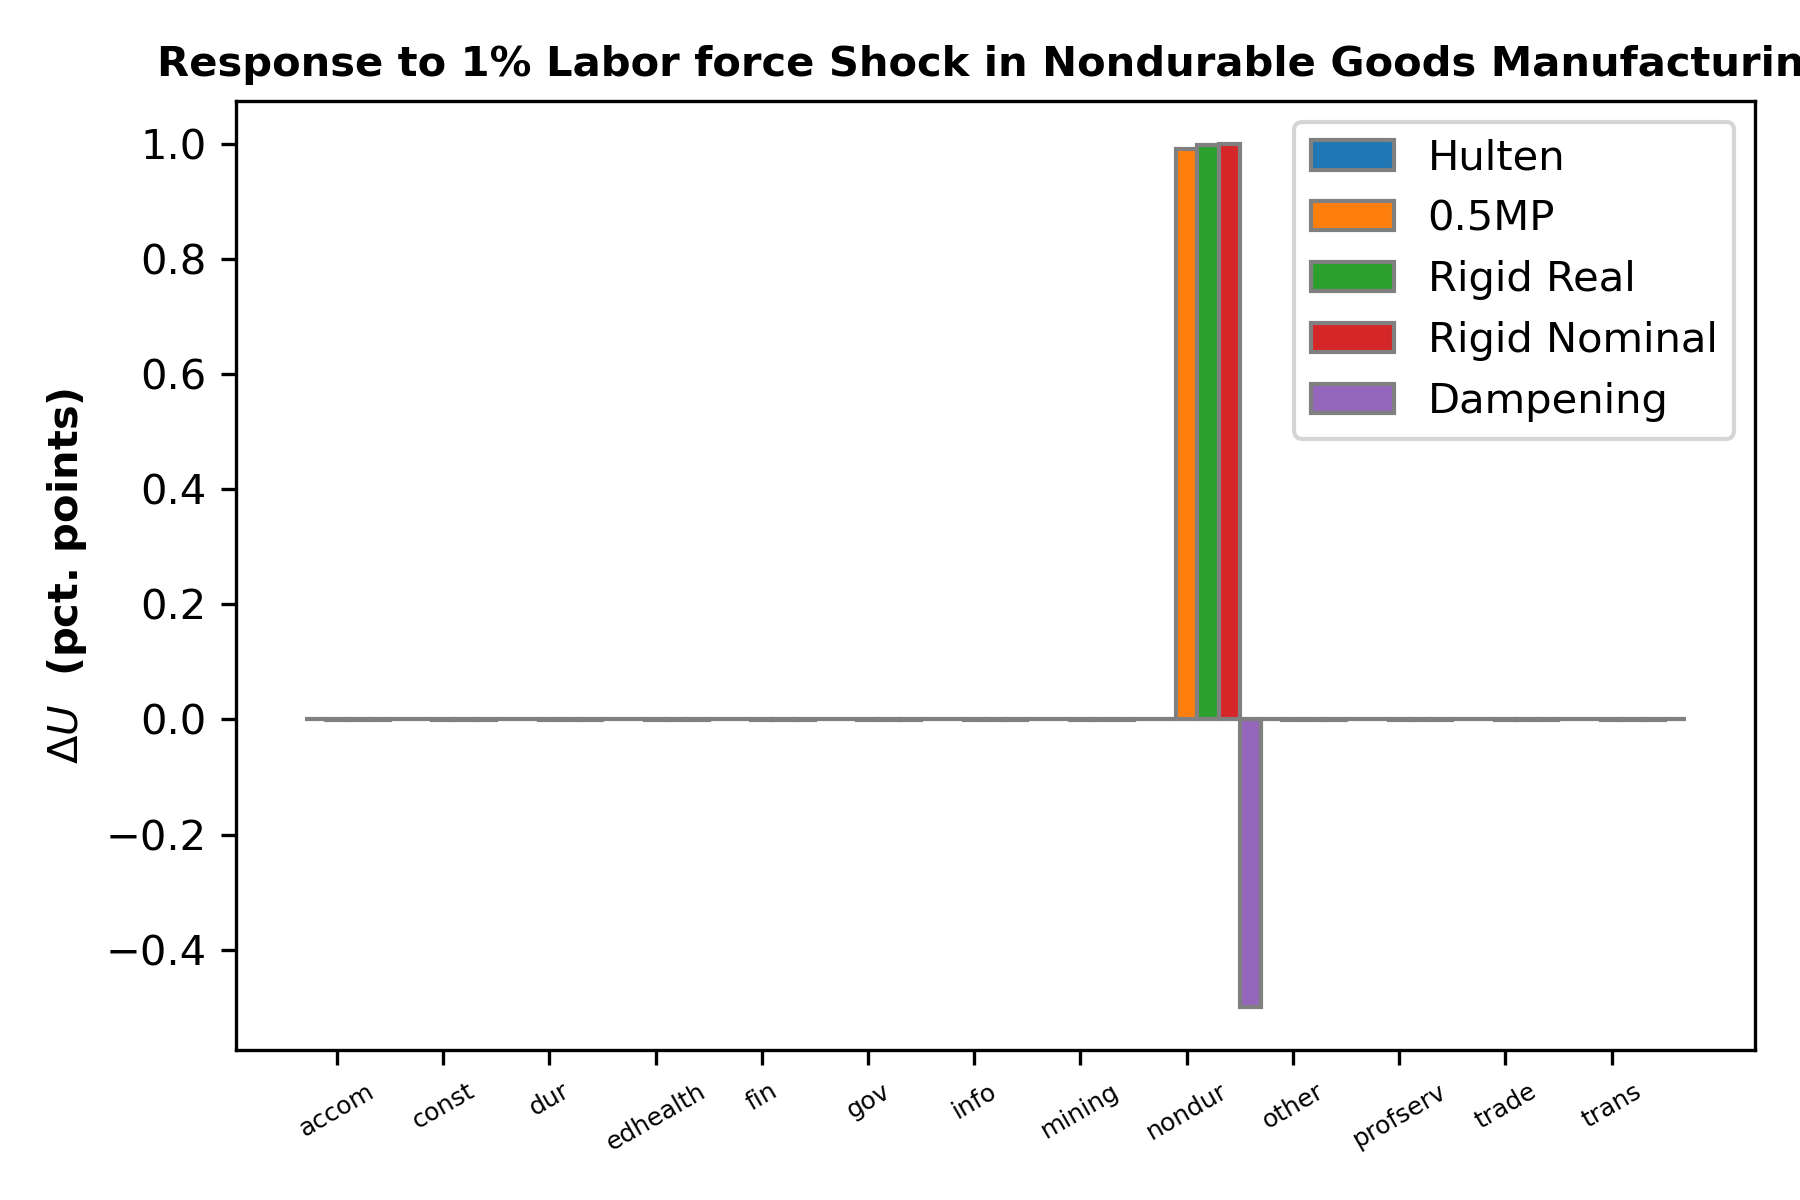 Response to 1% Labor force Shock in Nondurable Goods Manufacturin
ΔU (pct. points)
1.0
0.8
0.6
0.4
0.2
0.0
−0.2
−0.4
Hulten
0.5MP
Rigid Real
Rigid Nominal
Dampening
accom const dur edhealth fin gov info mining nondur other profserv trade trans